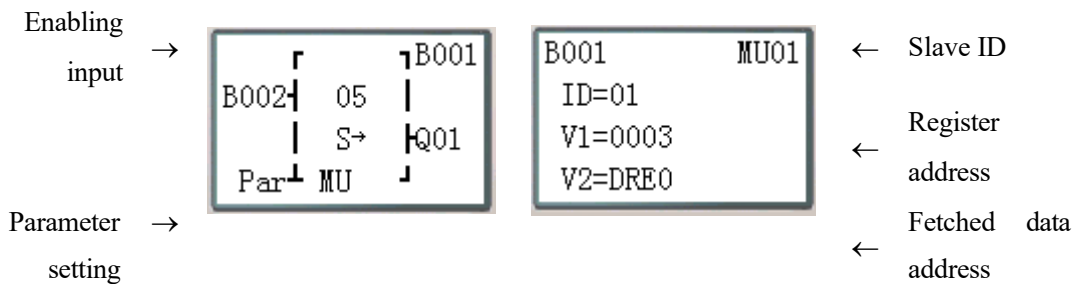 Enabling
input
→
B001
B002
05
S→
Q01
Par
MU
B001 MU01
ID=01
V1=0003
V2=DRE0
← Slave ID
Register
←
address
Parameter →
setting
Fetched data
←
address